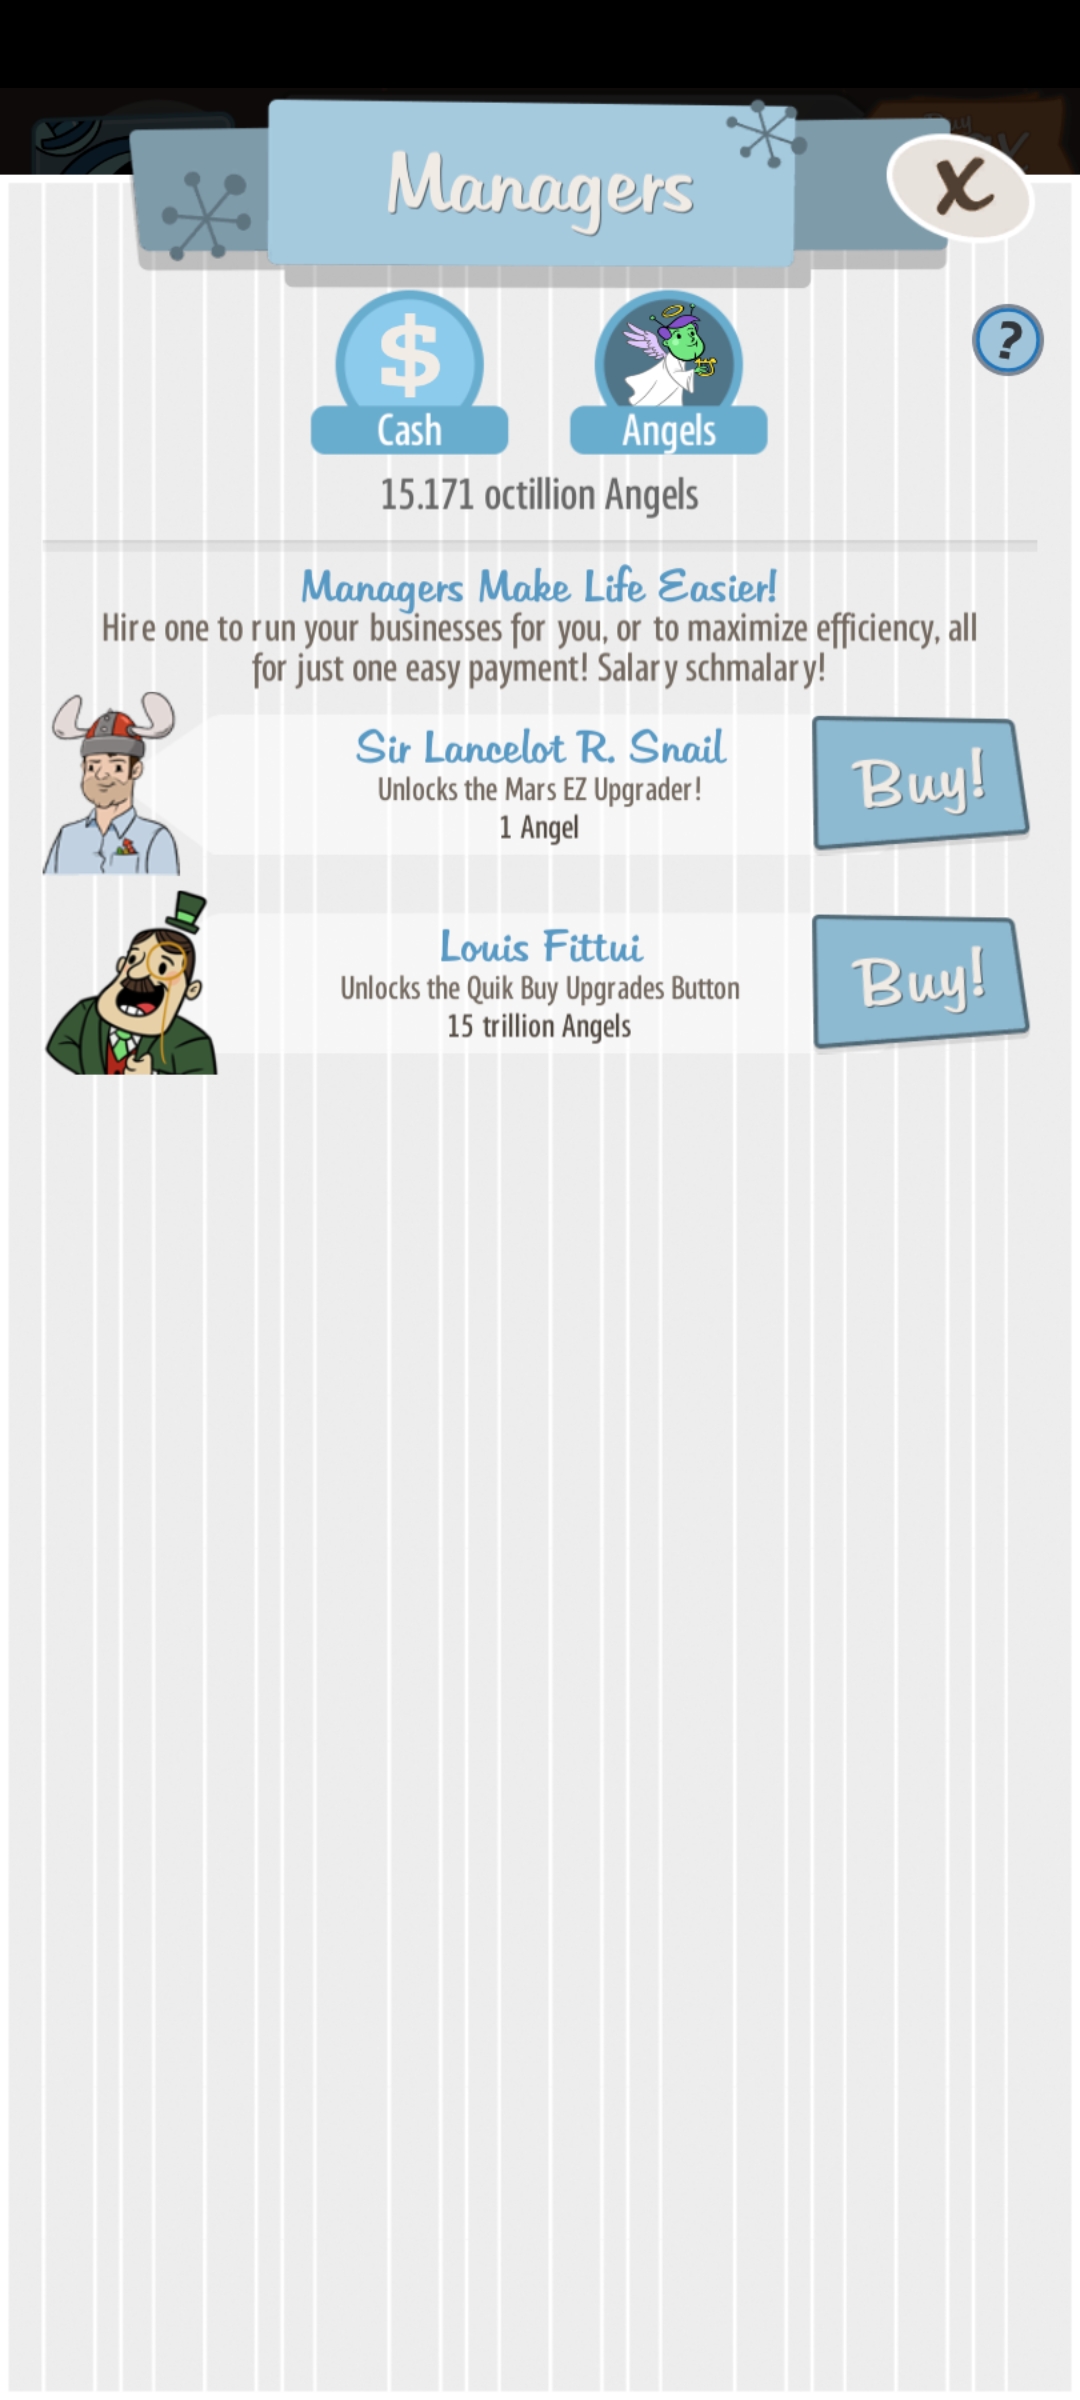 Managers
X
$
Cash
Angels
?
15.171 octillion Angels
Managers Make Life Easier!
Hire one to run your businesses for you, or to maximize efficiency, all
for just one easy payment! Salary schmalary!
Sir Lancelot R. Snail
Unlocks the Mars EZ Upgrader!
1 Angel
Buy!
Louis Fittui
Unlocks the Quik Buy Upgrades Button
15 trillion Angels
Buy!